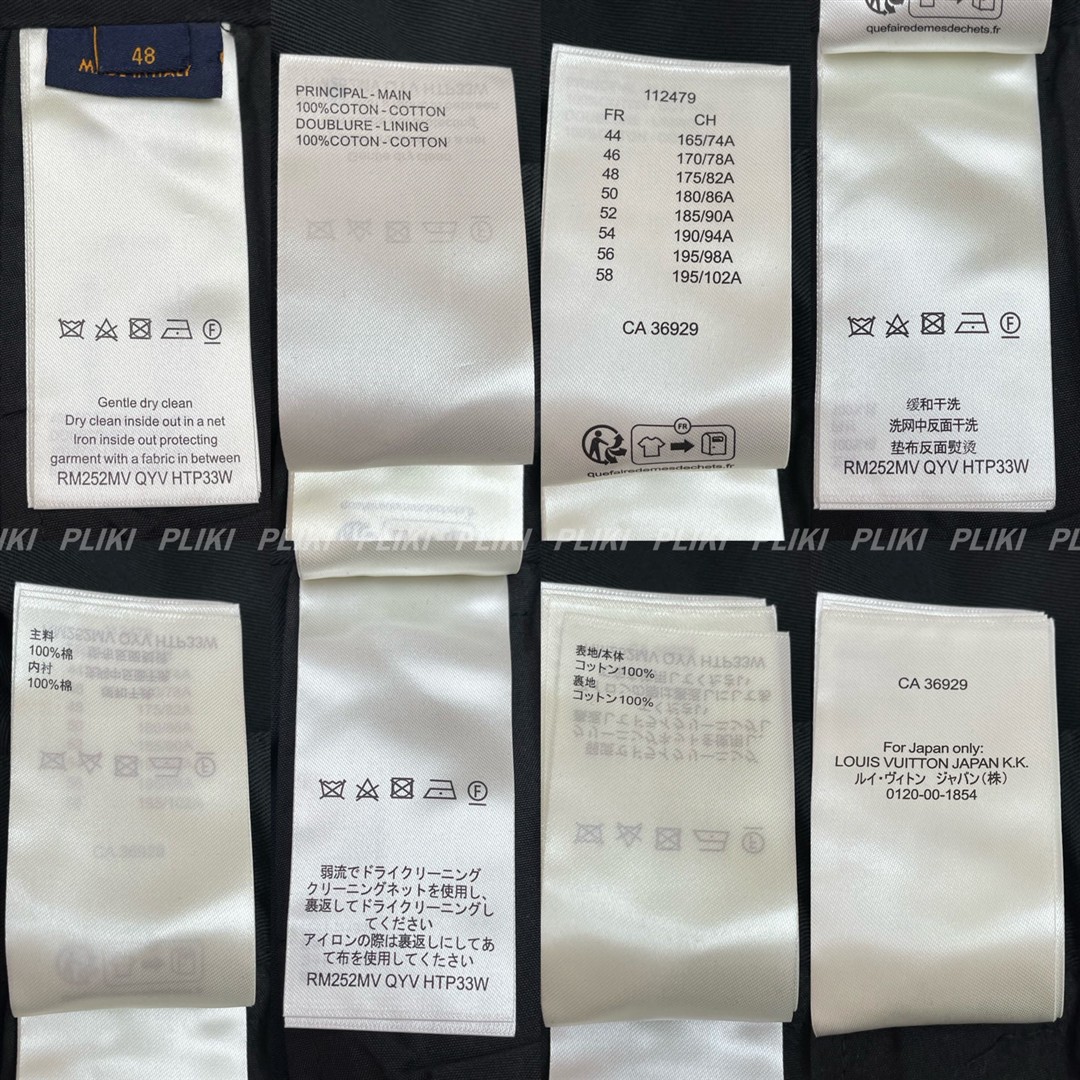 48
MADE IN ITALY
Gentle dry clean
Dry clean inside out in a net
Iron inside out protecting
garment with a fabric in between
RM252MV QYV HTP33W
PRINCIPAL - MAIN
100%COTON - COTTON
DOUBLURE - LINING
100%COTON - COTTON
112479
FR CH
44 165/74A
46 170/78A
48 175/82A
50 180/86A
52 185/90A
54 190/94A
56 195/98A
58 195/102A
CA 36929
FR
quefairedemesdechets.fr
quefairedemesdechets.fr
缓和干洗
洗网中反面干洗
垫布反面熨烫
RM252MV QYV HTP33W
PLIKI PLIKI PLIKI PLIKI PLIKI PLIKI PLIKI PLIKI PLIKI PLIKI
主料
100%棉
内衬
100%棉
弱流でドライクリーニング
クリーニングネットを使用し、
裏返してドライクリーニングし
てください
アイロンの際は裏返しにしてあ
て布を使用してください
RM252MV QYV HTP33W
表地/本体
コットン100%
裏地
コットン100%
CA 36929
For Japan only:
LOUIS VUITTON JAPAN K.K.
ルイ・ヴィトン ジャパン(株)
0120-00-1854